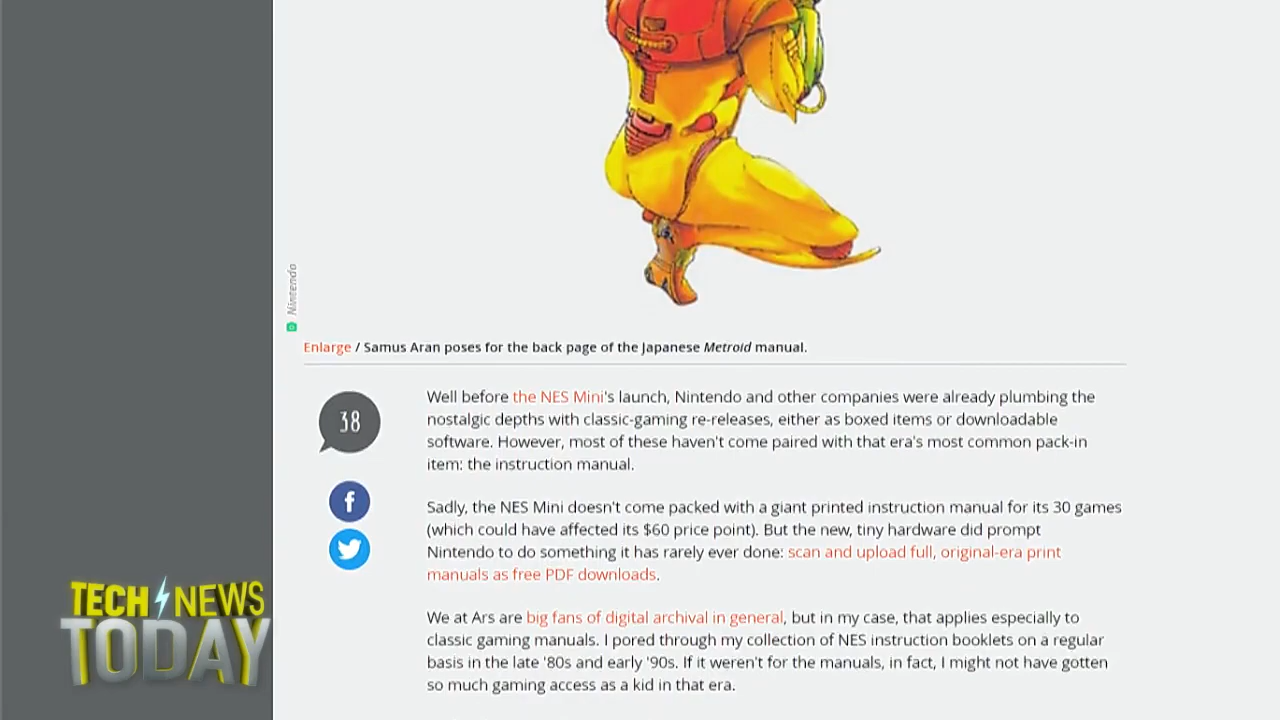 Nintendo
Enlarge / Samus Aran poses for the back page of the Japanese Metroid manual.
38
Well before the NES Mini's launch, Nintendo and other companies were already plumbing the
nostalgic depths with classic-gaming re-releases, either as boxed items or downloadable
software. However, most of these haven't come paired with that era's most common pack-in
item: the instruction manual.
Sadly, the NES Mini doesn't come packed with a giant printed instruction manual for its 30 games
(which could have affected its $60 price point). But the new, tiny hardware did prompt
Nintendo to do something it has rarely ever done: scan and upload full, original-era print
manuals as free PDF downloads.
We at Ars are big fans of digital archival in general, but in my case, that applies especially to
classic gaming manuals. I pored through my collection of NES instruction booklets on a regular
basis in the late '80s and early '90s. If it weren't for the manuals, in fact, I might not have gotten
so much gaming access as a kid in that era.
TECH NEWS
TODAY